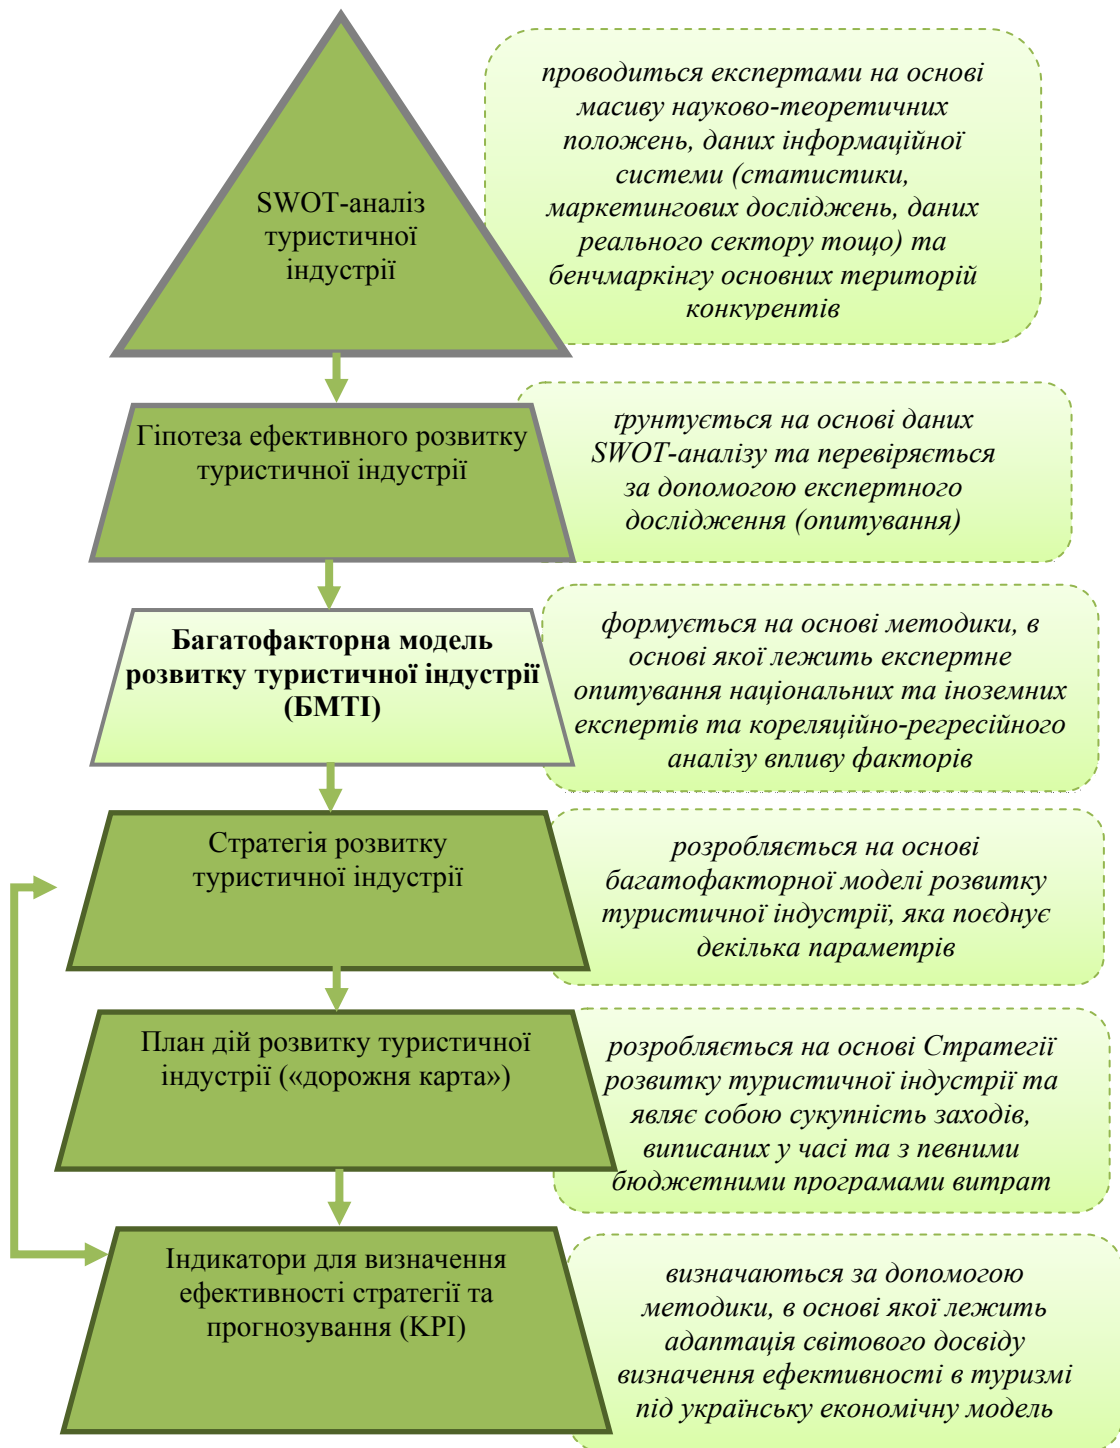 SWOT-аналіз
туристичної
індустрії
проводиться експертами на основі
масиву науково-теоретичних
положень, даних інформаційної
системи (статистики,
маркетингових досліджень, даних
реального сектору тощо) та
бенчмаркінгу основних територій
конкурентів
Гіпотеза ефективного розвитку
туристичної індустрії
ґрунтується на основі даних
SWOT-аналізу та перевіряється
за допомогою експертного
дослідження (опитування)
Багатофакторна модель
розвитку туристичної індустрії
(БМТІ)
формується на основі методики, в
основі якої лежить експертне
опитування національних та іноземних
експертів та кореляційно-регресійного
аналізу впливу факторів
Стратегія розвитку
туристичної індустрії
розробляється на основі
багатофакторної моделі розвитку
туристичної індустрії, яка поєднує
декілька параметрів
План дій розвитку туристичної
індустрії («дорожня карта»)
розробляється на основі Стратегії
розвитку туристичної індустрії та
являє собою сукупність заходів,
виписаних у часі та з певними
бюджетними програмами витрат
Індикатори для визначення
ефективності стратегії та
прогнозування (KPI)
визначаються за допомогою
методики, в основі якої лежить
адаптація світового досвіду
визначення ефективності в туризмі
під українську економічну модель